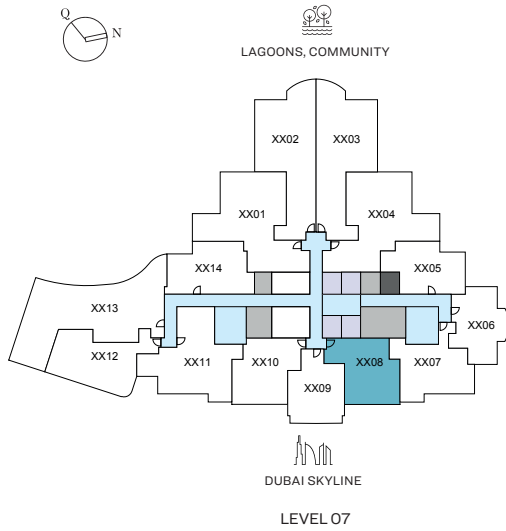 Q
N
LAGOONS, COMMUNITY
XX02 XX03
XX01 XX04
XX14 XX05
XX13
XX06
XX12 XX11 XX10 XX08 XX07
XX09
DUBAI SKYLINE
LEVEL 07